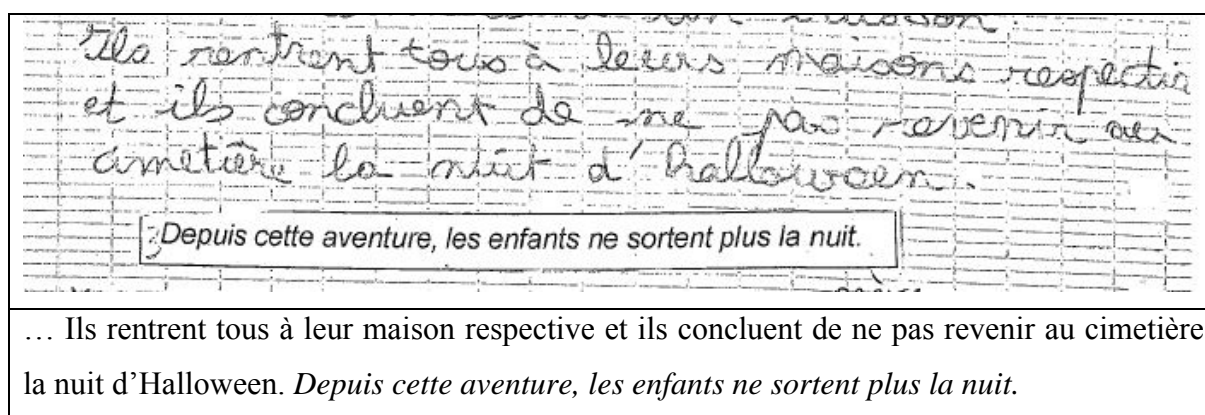 Ils rentrent tous à leurs maisons respectiv
et ils concluent de ne pas revenir au
cimetière la nuit d'halloween.
Depuis cette aventure, les enfants ne sortent plus la nuit.
… Ils rentrent tous à leur maison respective et ils concluent de ne pas revenir au cimetière
la nuit d’Halloween. Depuis cette aventure, les enfants ne sortent plus la nuit.